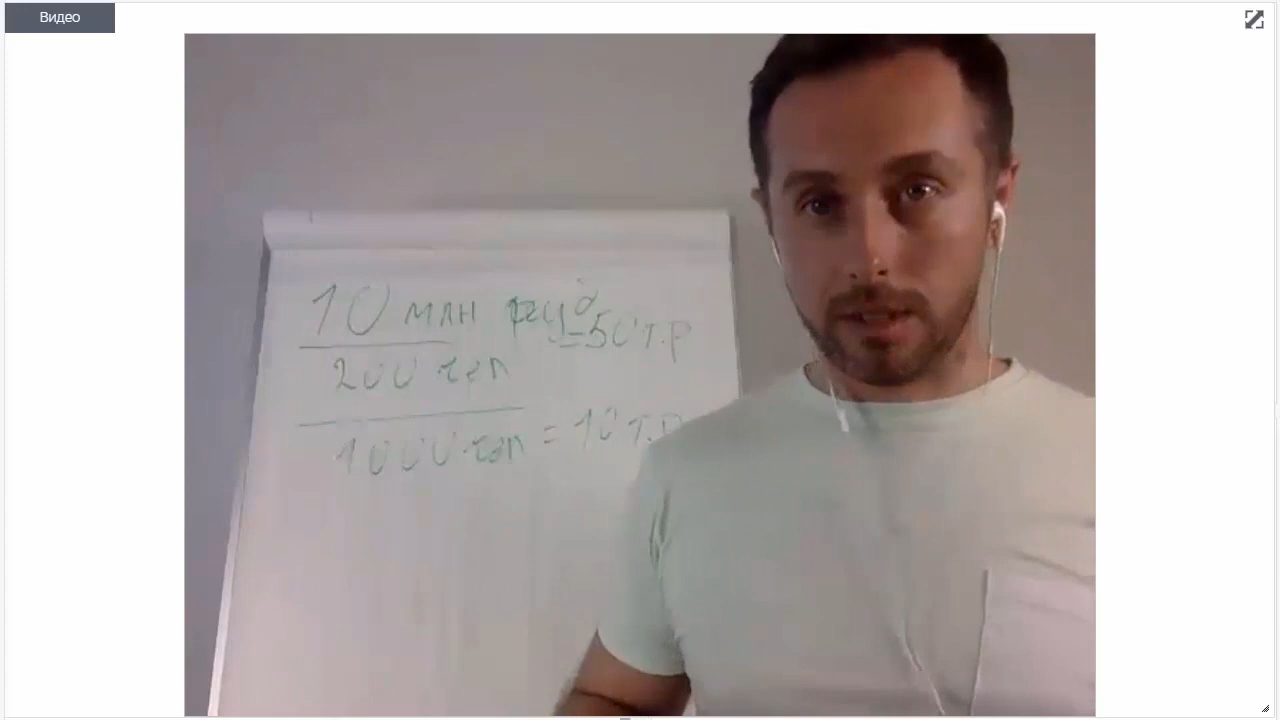 Видео
10 млн руб
=50 т.р
200 чел
1000 чел = 10 т.р